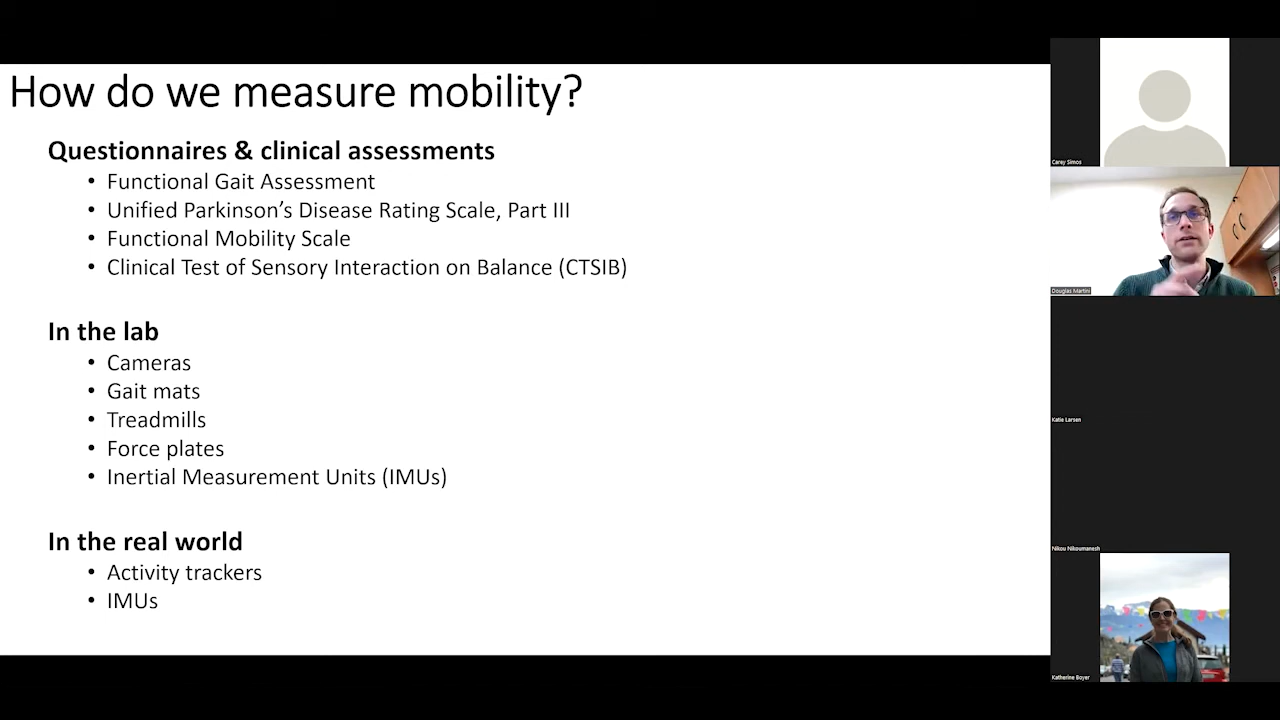 How do we measure mobility?
Questionnaires & clinical assessments
• Functional Gait Assessment
• Unified Parkinson’s Disease Rating Scale, Part III
• Functional Mobility Scale
• Clinical Test of Sensory Interaction on Balance (CTSIB)
In the lab
• Cameras
• Gait mats
• Treadmills
• Force plates
• Inertial Measurement Units (IMUs)
In the real world
• Activity trackers
• IMUs
Carey Simos
Douglas Martini
Katie Larsen
Nikou Nikoumanesh
Katherine Boyer